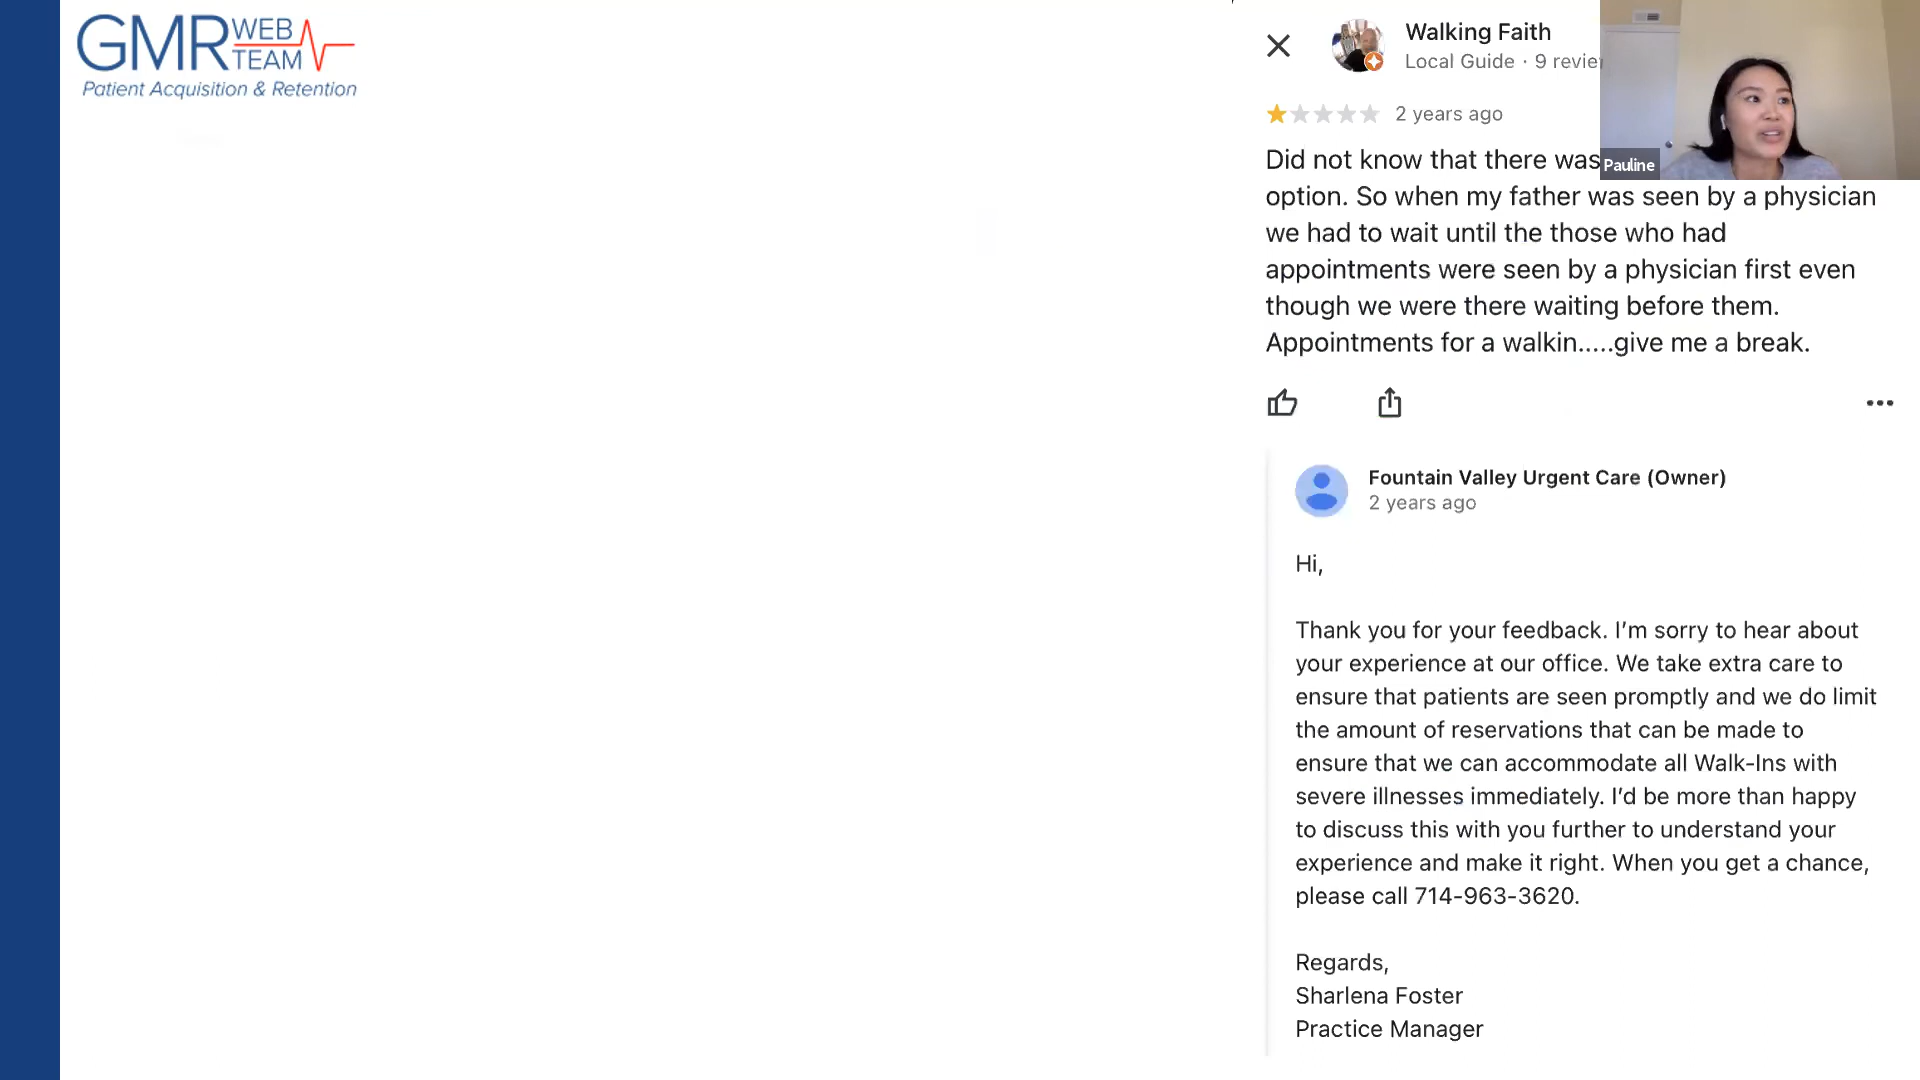 GMR WEB TEAM
Patient Acquisition & Retention
Walking Faith
Local Guide · 9
2 years ago
Did not know that there was
option. So when my father was seen by a physician
we had to wait until the those who had
appointments were seen by a physician first even
though we were there waiting before them.
Appointments for a walkin.....give me a break.
Pauline
Fountain Valley Urgent Care (Owner)
2 years ago
Hi,
Thank you for your feedback. I'm sorry to hear about
your experience at our office. We take extra care to
ensure that patients are seen promptly and we do limit
the amount of reservations that can be made to
ensure that we can accommodate all Walk-Ins with
severe illnesses immediately. I'd be more than happy
to discuss this with you further to understand your
experience and make it right. When you get a chance,
please call 714-963-3620.
Regards,
Sharlena Foster
Practice Manager